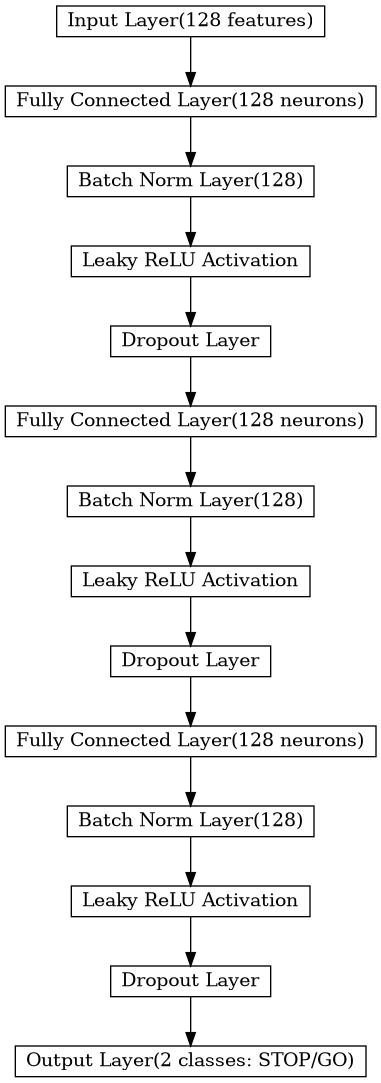 Input Layer(128 features)
Fully Connected Layer(128 neurons)
Batch Norm Layer(128)
Leaky ReLU Activation
Dropout Layer
Fully Connected Layer(128 neurons)
Batch Norm Layer(128)
Leaky ReLU Activation
Dropout Layer
Fully Connected Layer(128 neurons)
Batch Norm Layer(128)
Leaky ReLU Activation
Dropout Layer
Output Layer(2 classes: STOP/GO)